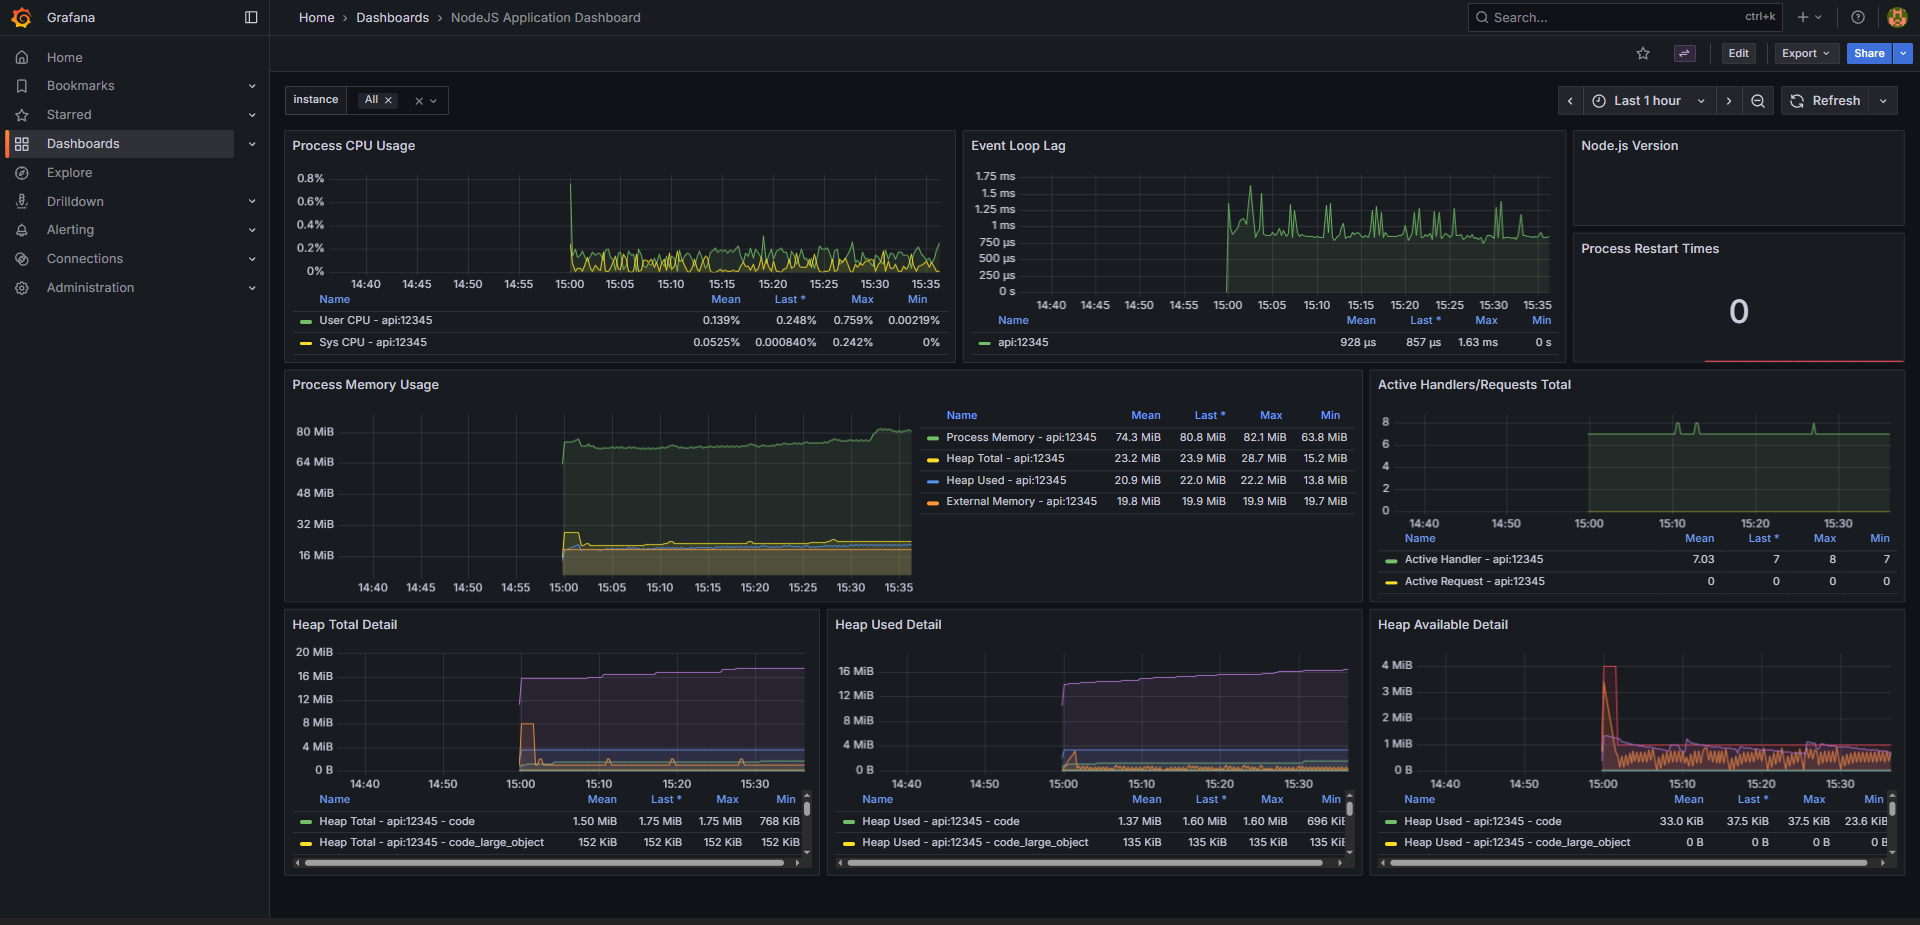 Grafana
Home › Dashboards › NodeJS Application Dashboard
Search... ctrl+k
Edit Export Share
Home
Bookmarks
Starred
Dashboards
Explore
Drilldown
Alerting
Connections
Administration
instance All
Last 1 hour Refresh
Process CPU Usage
0.8%
0.6%
0.4%
0.2%
0%
14:40 14:45 14:50 14:55 15:00 15:05 15:10 15:15 15:20 15:25 15:30 15:35
Name Mean Last * Max Min
User CPU - api:12345 0.139% 0.248% 0.759% 0.00219%
Sys CPU - api:12345 0.0525% 0.000840% 0.242% 0%
Event Loop Lag
1.75 ms
1.5 ms
1.25 ms
1 ms
750 µs
500 µs
250 µs
0 s
14:40 14:45 14:50 14:55 15:00 15:05 15:10 15:15 15:20 15:25 15:30 15:35
Name Mean Last * Max Min
api:12345 928 µs 857 µs 1.63 ms 0 s
Node.js Version
Process Restart Times
0
Process Memory Usage
80 MiB
64 MiB
48 MiB
32 MiB
16 MiB
14:40 14:45 14:50 14:55 15:00 15:05 15:10 15:15 15:20 15:25 15:30 15:35
Name Mean Last * Max Min
Process Memory - api:12345 74.3 MiB 80.8 MiB 82.1 MiB 63.8 MiB
Heap Total - api:12345 23.2 MiB 23.9 MiB 28.7 MiB 15.2 MiB
Heap Used - api:12345 20.9 MiB 22.0 MiB 22.2 MiB 13.8 MiB
External Memory - api:12345 19.8 MiB 19.9 MiB 19.9 MiB 19.7 MiB
Active Handlers/Requests Total
8
6
4
2
0
14:40 14:50 15:00 15:10 15:20 15:30
Name Mean Last * Max Min
Active Handler - api:12345 7.03 7 8 7
Active Request - api:12345 0 0 0 0
Heap Total Detail
20 MiB
16 MiB
12 MiB
8 MiB
4 MiB
0 B
14:40 14:50 15:00 15:10 15:20 15:30
Name Mean Last * Max Min
Heap Total - api:12345 - code 1.50 MiB 1.75 MiB 1.75 MiB 768 KiB
Heap Total - api:12345 - code_large_object 152 KiB 152 KiB 152 KiB 152 KiB
Heap Used Detail
16 MiB
12 MiB
8 MiB
4 MiB
0 B
14:40 14:50 15:00 15:10 15:20 15:30
Name Mean Last * Max Min
Heap Used - api:12345 - code 1.37 MiB 1.60 MiB 1.60 MiB 696 KiB
Heap Used - api:12345 - code_large_object 135 KiB 135 KiB 135 KiB 135 KiB
Heap Available Detail
4 MiB
3 MiB
2 MiB
1 MiB
0 B
14:40 14:50 15:00 15:10 15:20 15:30
Name Mean Last * Max Min
Heap Used - api:12345 - code 33.0 KiB 37.5 KiB 37.5 KiB 23.6 KiB
Heap Used - api:12345 - code_large_object 0 B 0 B 0 B 0 B